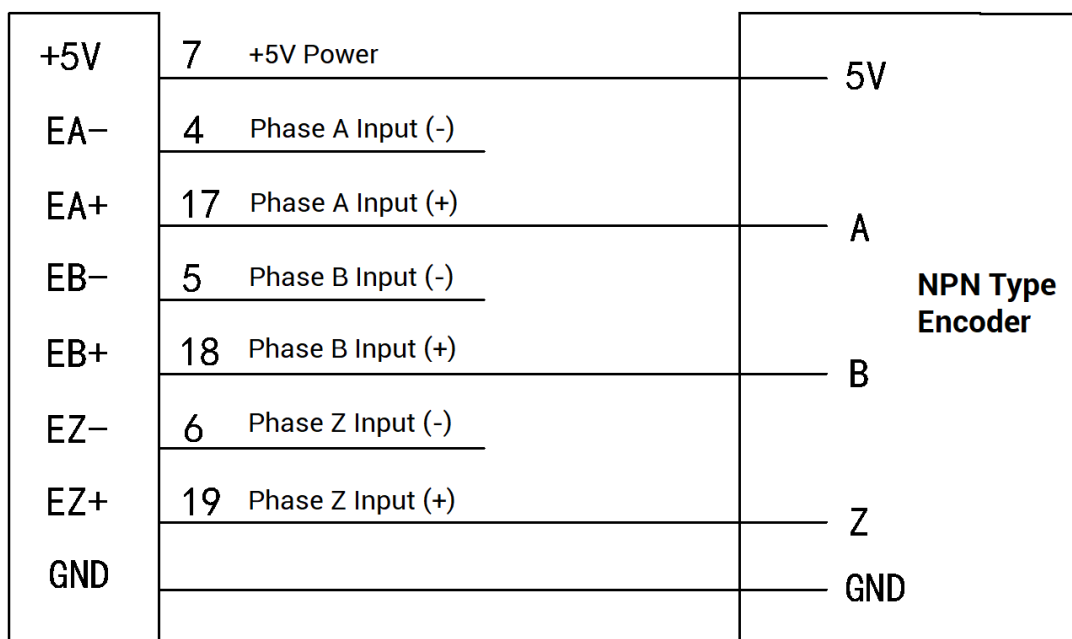 +5V 7 +5V Power 5V
EA- 4 Phase A Input (-)
EA+ 17 Phase A Input (+) A
EB- 5 Phase B Input (-)
NPN Type
Encoder
EB+ 18 Phase B Input (+) B
EZ- 6 Phase Z Input (-)
EZ+ 19 Phase Z Input (+) Z
GND GND